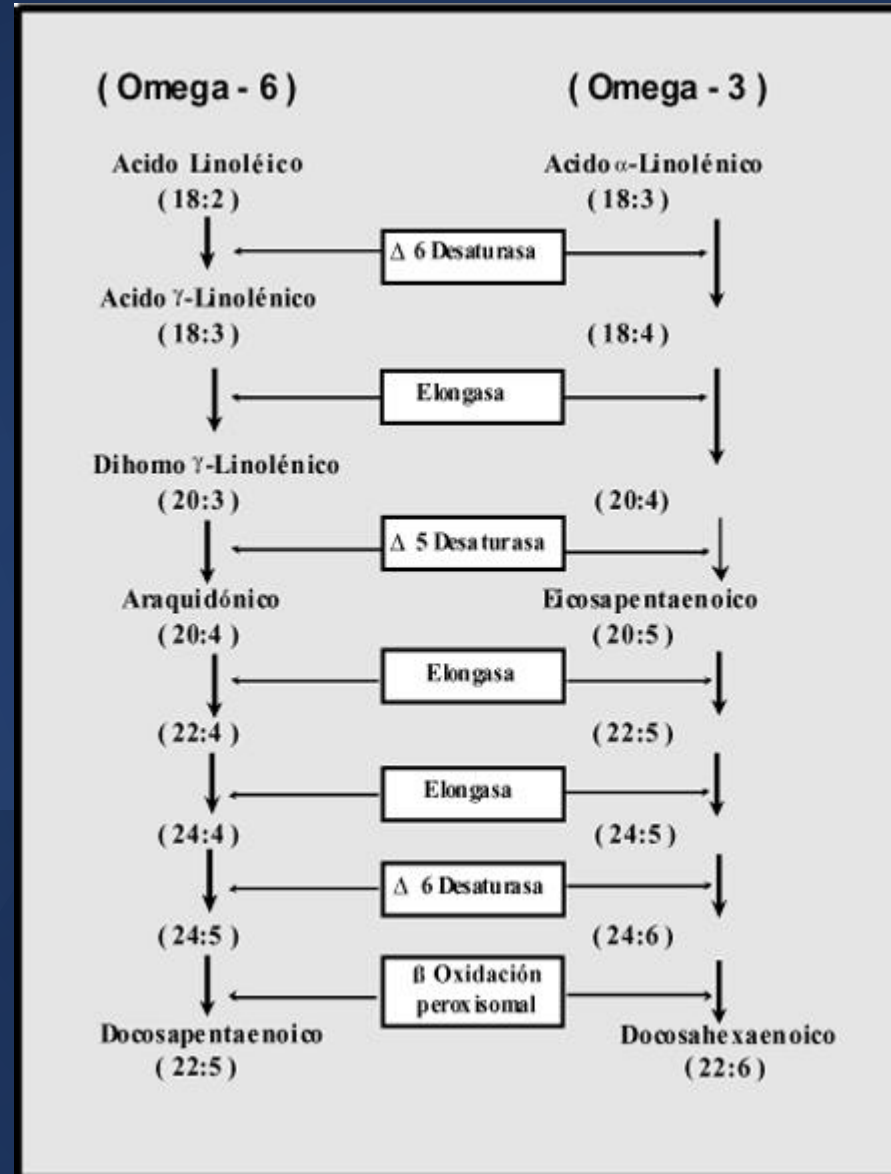 ( Omega - 6 ) ( Omega - 3 )
Acido Linoléico Acido α-Linolénico
( 18:2 ) ( 18:3 )
Δ 6 Desaturasa
Acido γ-Linolénico
( 18:3 ) ( 18:4 )
Elongasa
Dihomo γ-Linolénico
( 20:3 ) ( 20:4)
Δ 5 Desaturasa
Araquidónico Eicosapentaenoico
( 20:4 ) ( 20:5 )
Elongasa
( 22:4 ) ( 22:5 )
Elongasa
( 24:4 ) ( 24:5 )
Δ 6 Desaturasa
( 24:5 ) ( 24:6 )
ß Oxidación
peroxisomal
Docosapentaenoico Docosahexaenoico
( 22:5 ) ( 22:6 )